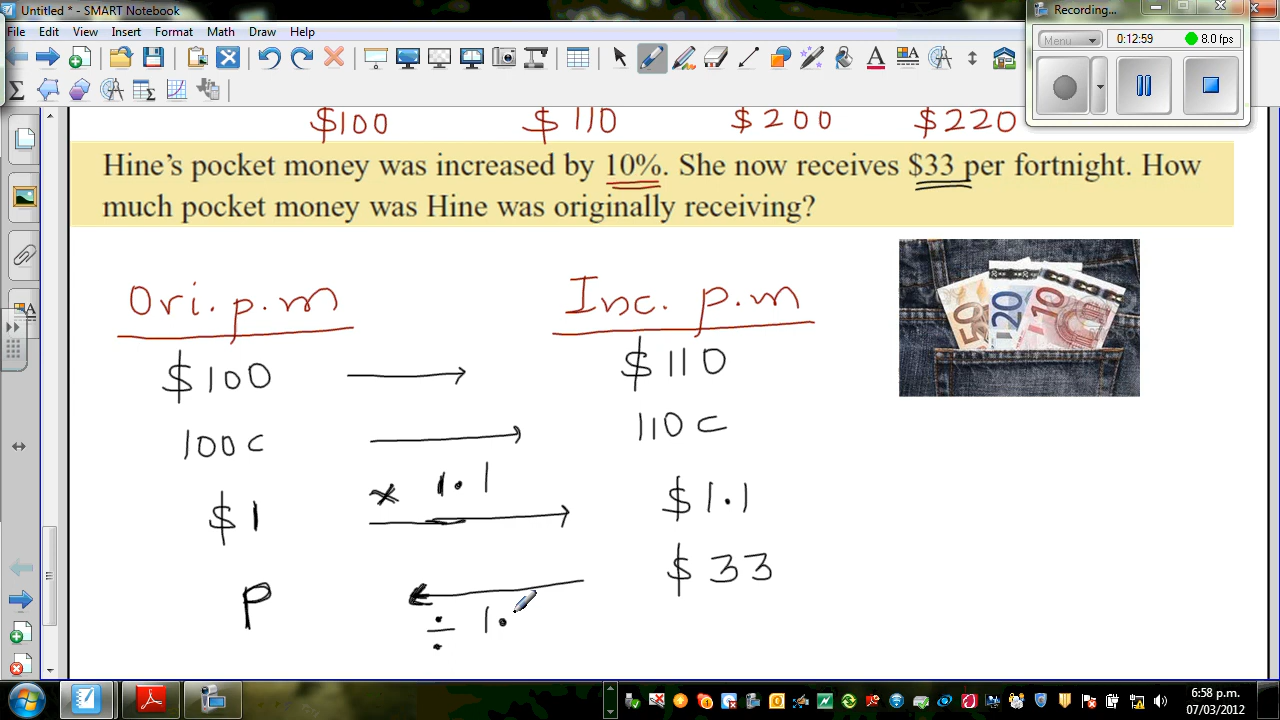 Untitled * - SMART Notebook
File Edit View Insert Format Math Draw Help
Recording...
Menu 0:12:59 8.0 fps
$100 $110 $200 $220
Hine's pocket money was increased by 10%. She now receives $33 per fortnight. How
much pocket money was Hine was originally receiving?
Ori. p.m Inc. p.m
$100 $110
100c 110c
× 1.1
$1 $1.1
p $33
÷ 1.
50 20 10
6:58 p.m.
07/03/2012